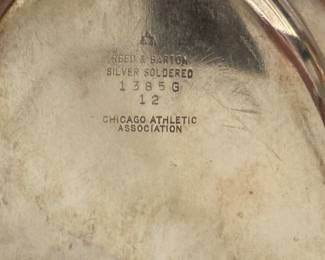 REED & BARTON
SILVER SOLDERED
1385G
12
CHICAGO ATHLETIC
ASSOCIATION